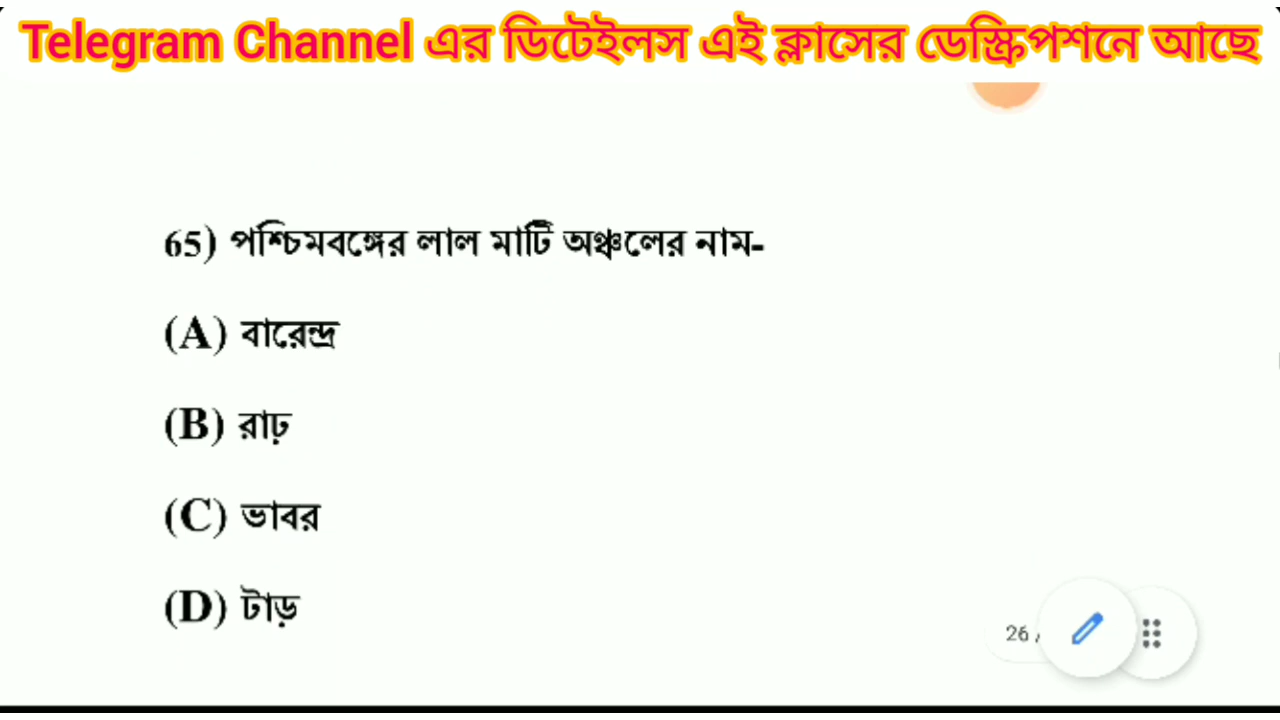 Telegram Channel এর ডিটেইলস এই ক্লাসের ডেস্ক্রিপশনে আছে
65) পশ্চিমবঙ্গের লাল মাটি অঞ্চলের নাম-
(A) বারেন্দ্র
(B) রাঢ়
(C) ভাবর
(D) টাড়
26 /